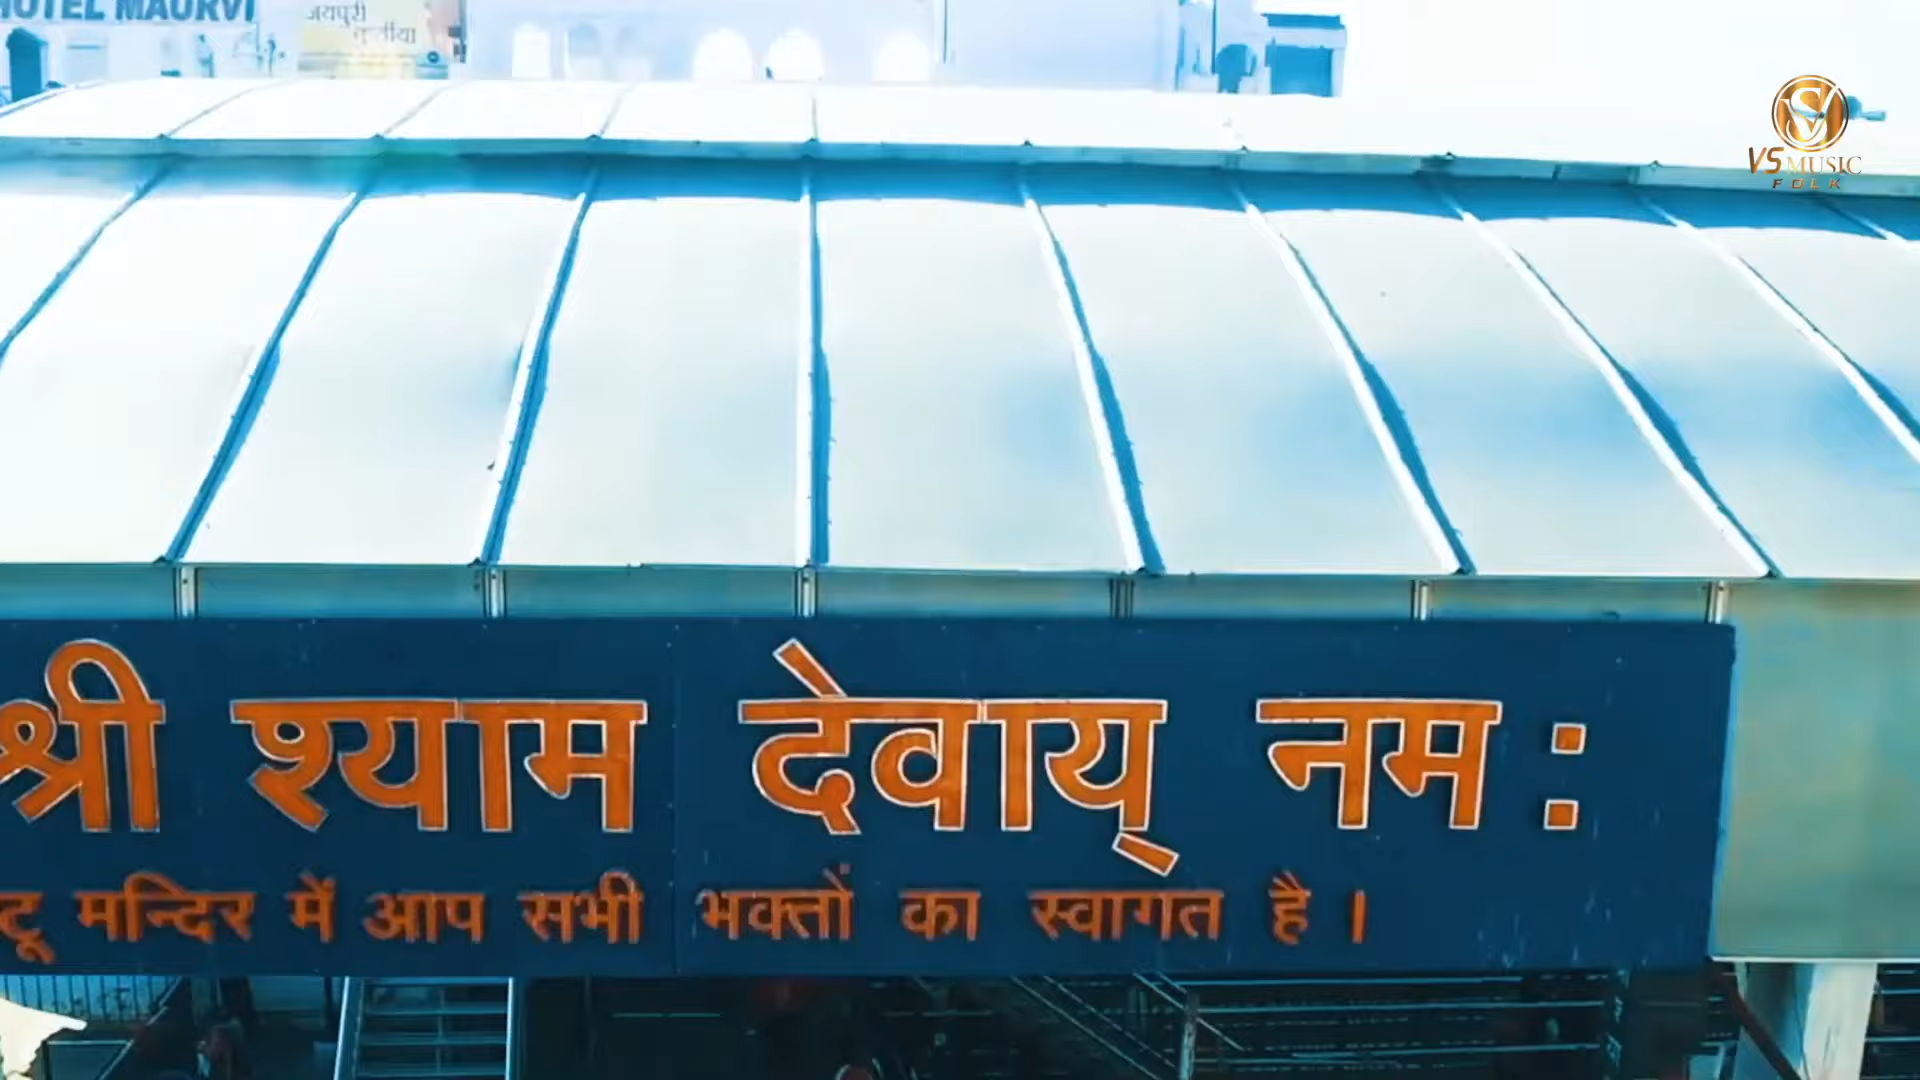 HOTEL MAURVI
जयपुरी
VS MUSIC
FOLK
श्री श्याम देवाय् नम :
टू मन्दिर में आप सभी भक्तों का स्वागत है ।